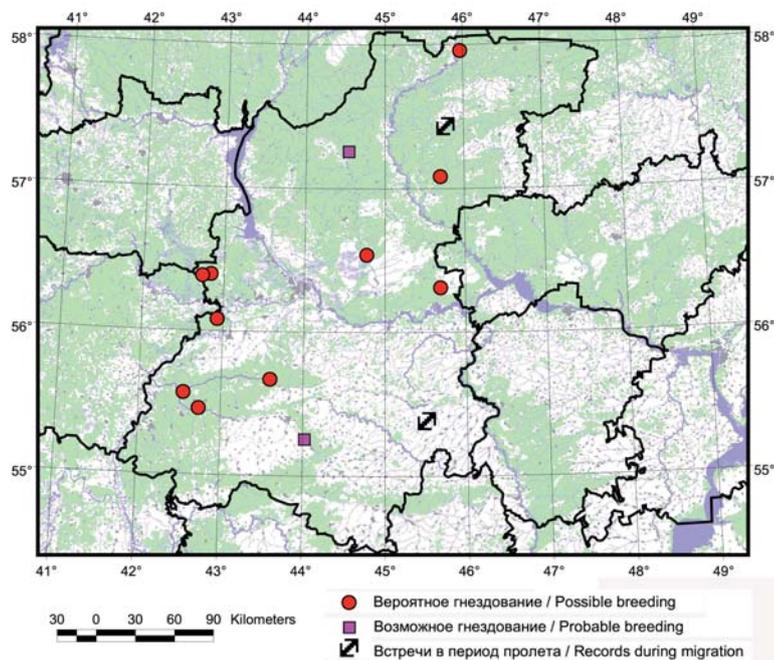 41° 42° 43° 44° 45° 46° 47° 48° 49°
58° 58°
57° 57°
56° 56°
55° 55°
41° 42° 43° 44° 45° 46° 47° 48° 49°
30 0 30 60 90 Kilometers
Вероятное гнездование / Possible breeding
Возможное гнездование / Probable breeding
Встречи в период пролета / Records during migration